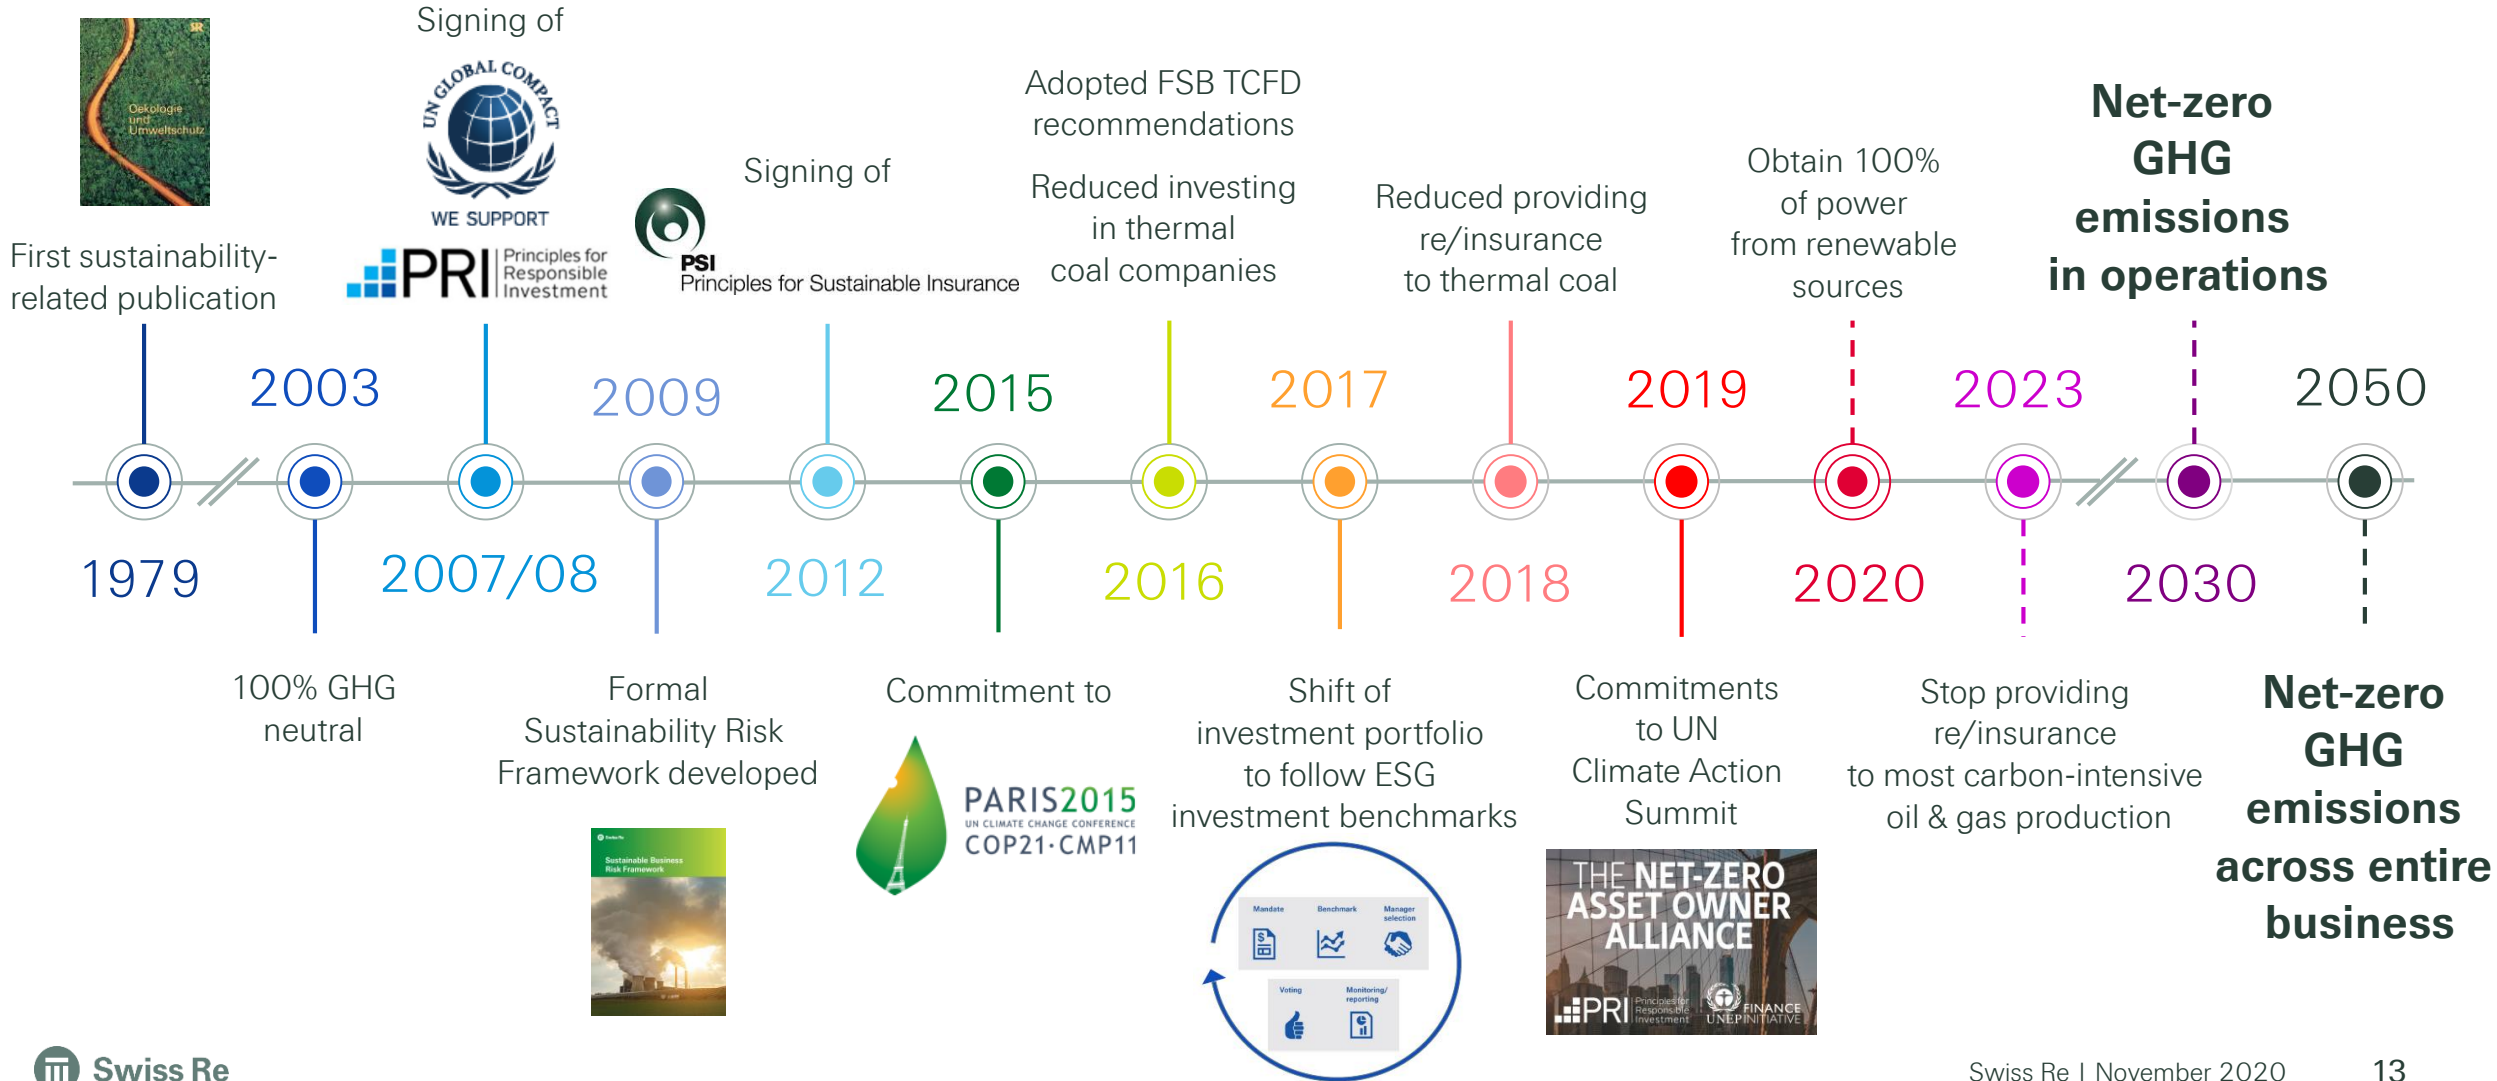 SR
Oekologie
und
Umweltschutz
First sustainability-
related publication
1979
2003
100% GHG
neutral
Signing of
UN GLOBAL COMPACT
WE SUPPORT
PRI
Principles for
Responsible
Investment
2007/08
2009
Formal
Sustainability Risk
Framework developed
Swiss Re
Sustainable Business
Risk Framework
Signing of
PSI
Principles for Sustainable Insurance
2012
2015
Commitment to
PARIS2015
UN CLIMATE CHANGE CONFERENCE
COP21·CMP11
Adopted FSB TCFD
recommendations
Reduced investing
in thermal
coal companies
2016
2017
Shift of
investment portfolio
to follow ESG
investment benchmarks
Mandate
Benchmark
Manager
selection
Voting
Monitoring/
reporting
Reduced providing
re/insurance
to thermal coal
2018
2019
Commitments
to UN
Climate Action
Summit
THE NET-ZERO
ASSET OWNER
ALLIANCE
PRI
Principles for
Responsible
Investment
FINANCE
UNEP INITIATIVE
Obtain 100%
of power
from renewable
sources
2020
2023
Stop providing
re/insurance
to most carbon-intensive
oil & gas production
Net-zero
GHG
emissions
in operations
2030
2050
Net-zero
GHG
emissions
across entire
business
Swiss Re
Swiss Re | November 2020
13